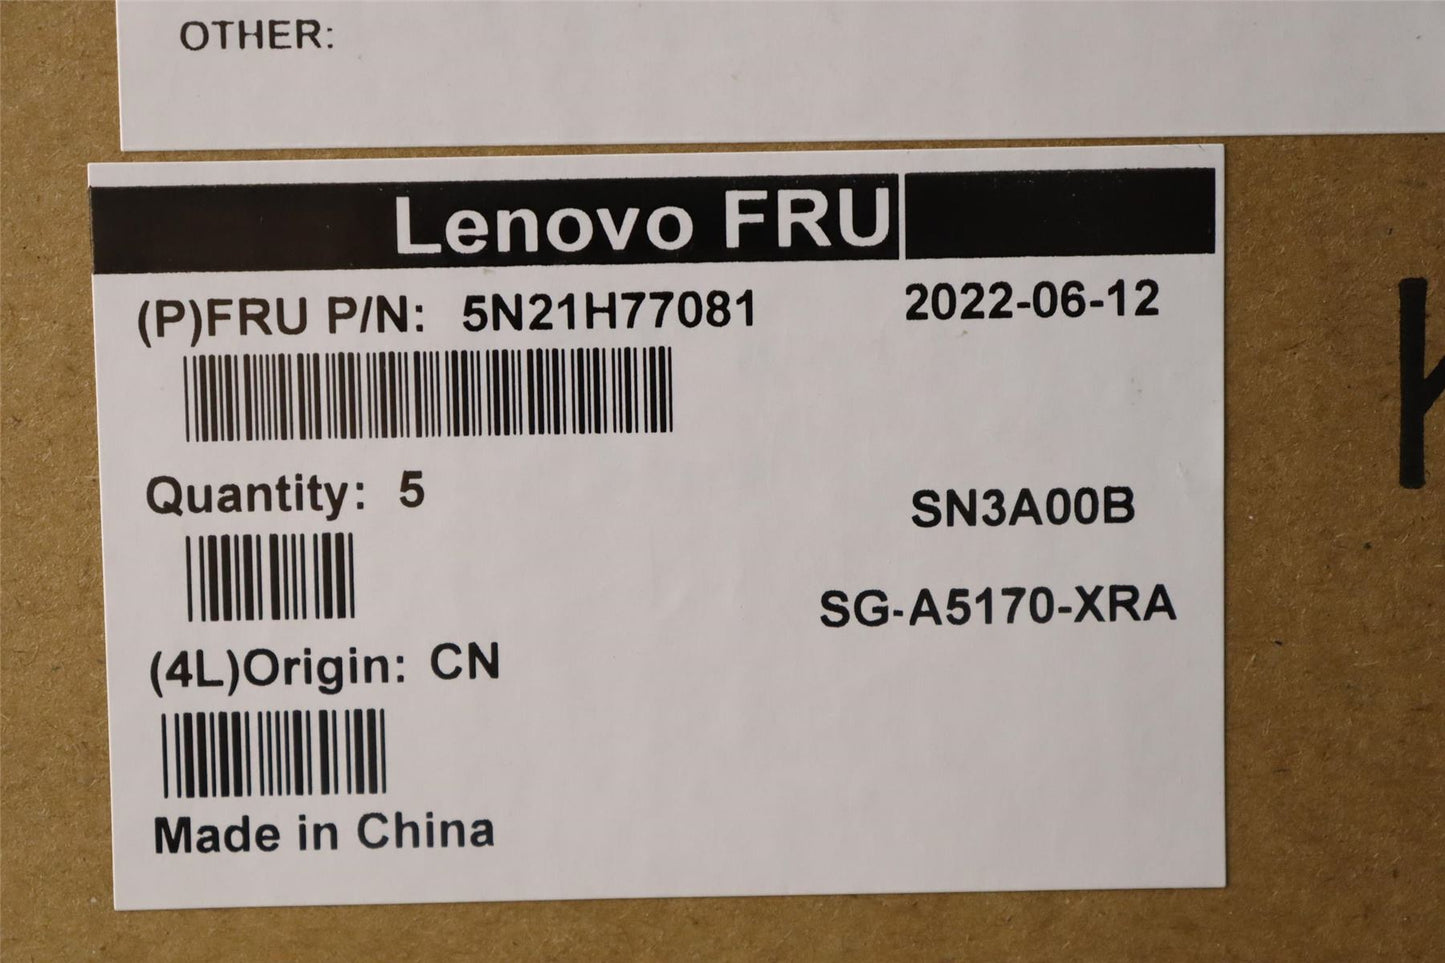 OTHER:
Lenovo FRU
(P)FRU P/N: 5N21H77081 2022-06-12
Quantity: 5
SN3A00B
SG-A5170-XRA
(4L)Origin: CN
Made in China